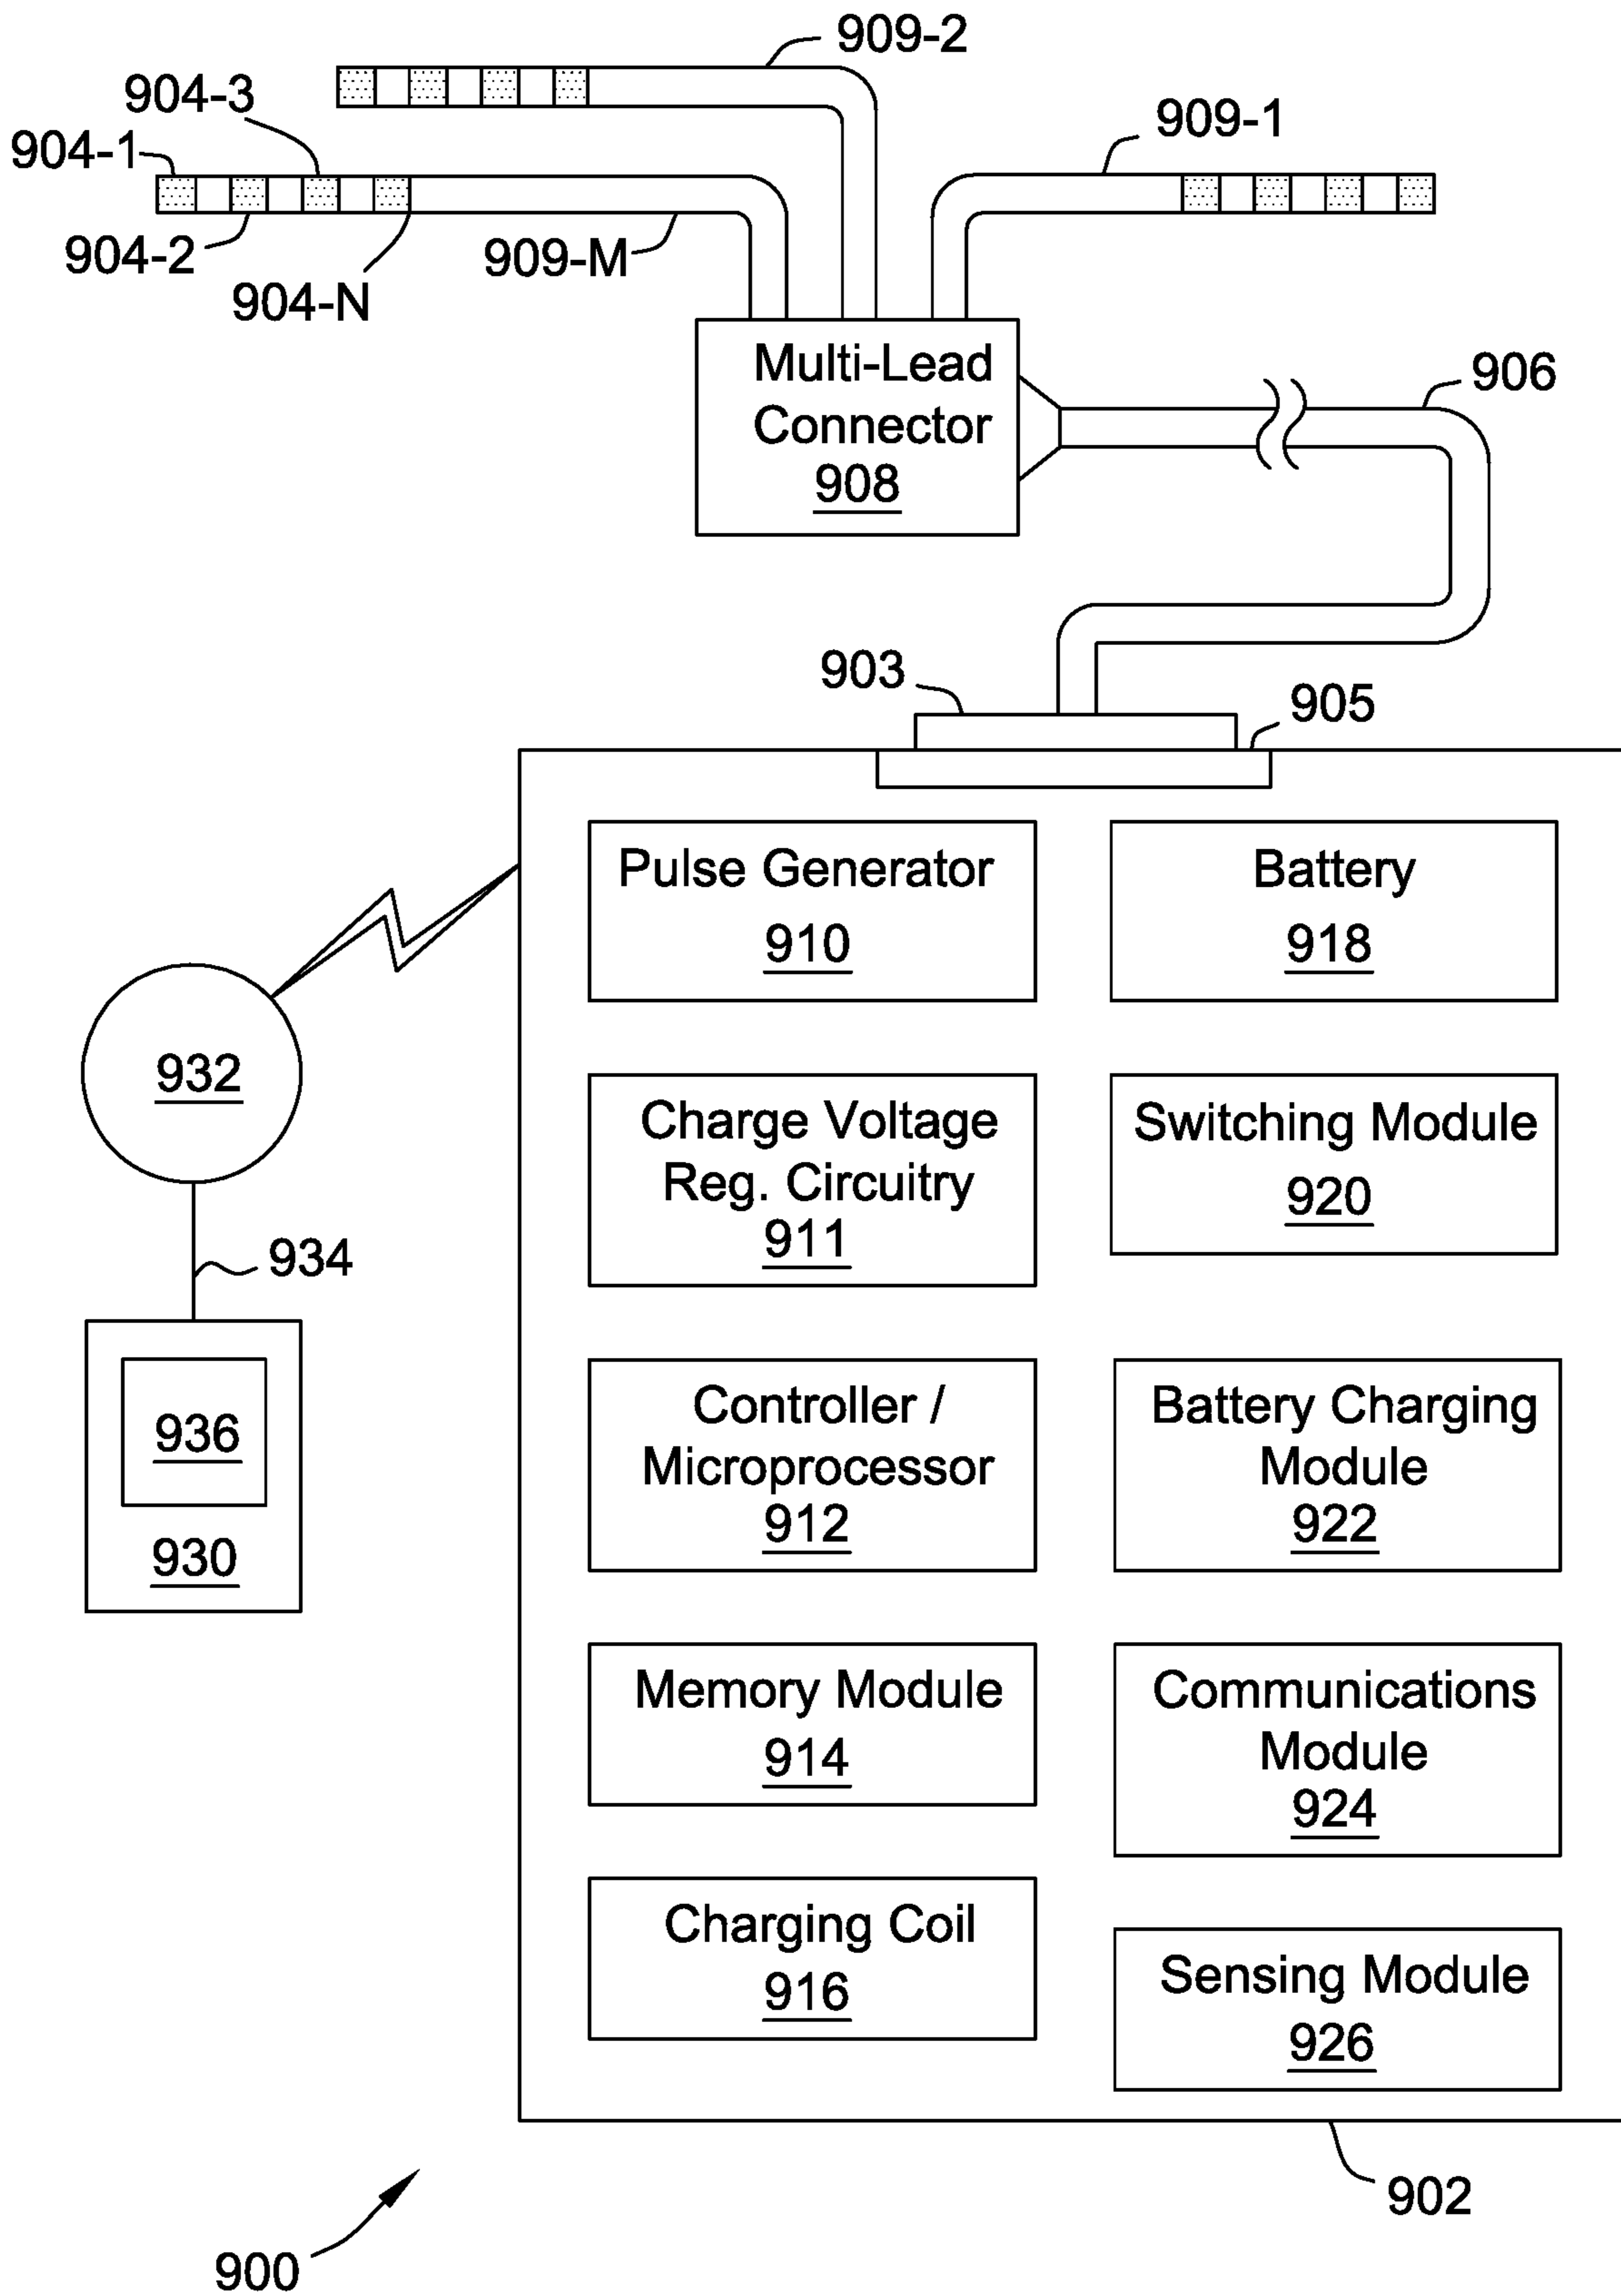 909-2
904-3
909-1
904-1
904-2
909-M
904-N
Multi-Lead
Connector
908
906
903
905
Pulse Generator
910
Battery
918
932
Charge Voltage
Reg. Circuitry
911
Switching Module
920
934
Controller /
Microprocessor
912
Battery Charging
Module
922
936
930
Memory Module
914
Communications
Module
924
Charging Coil
916
Sensing Module
926
902
900